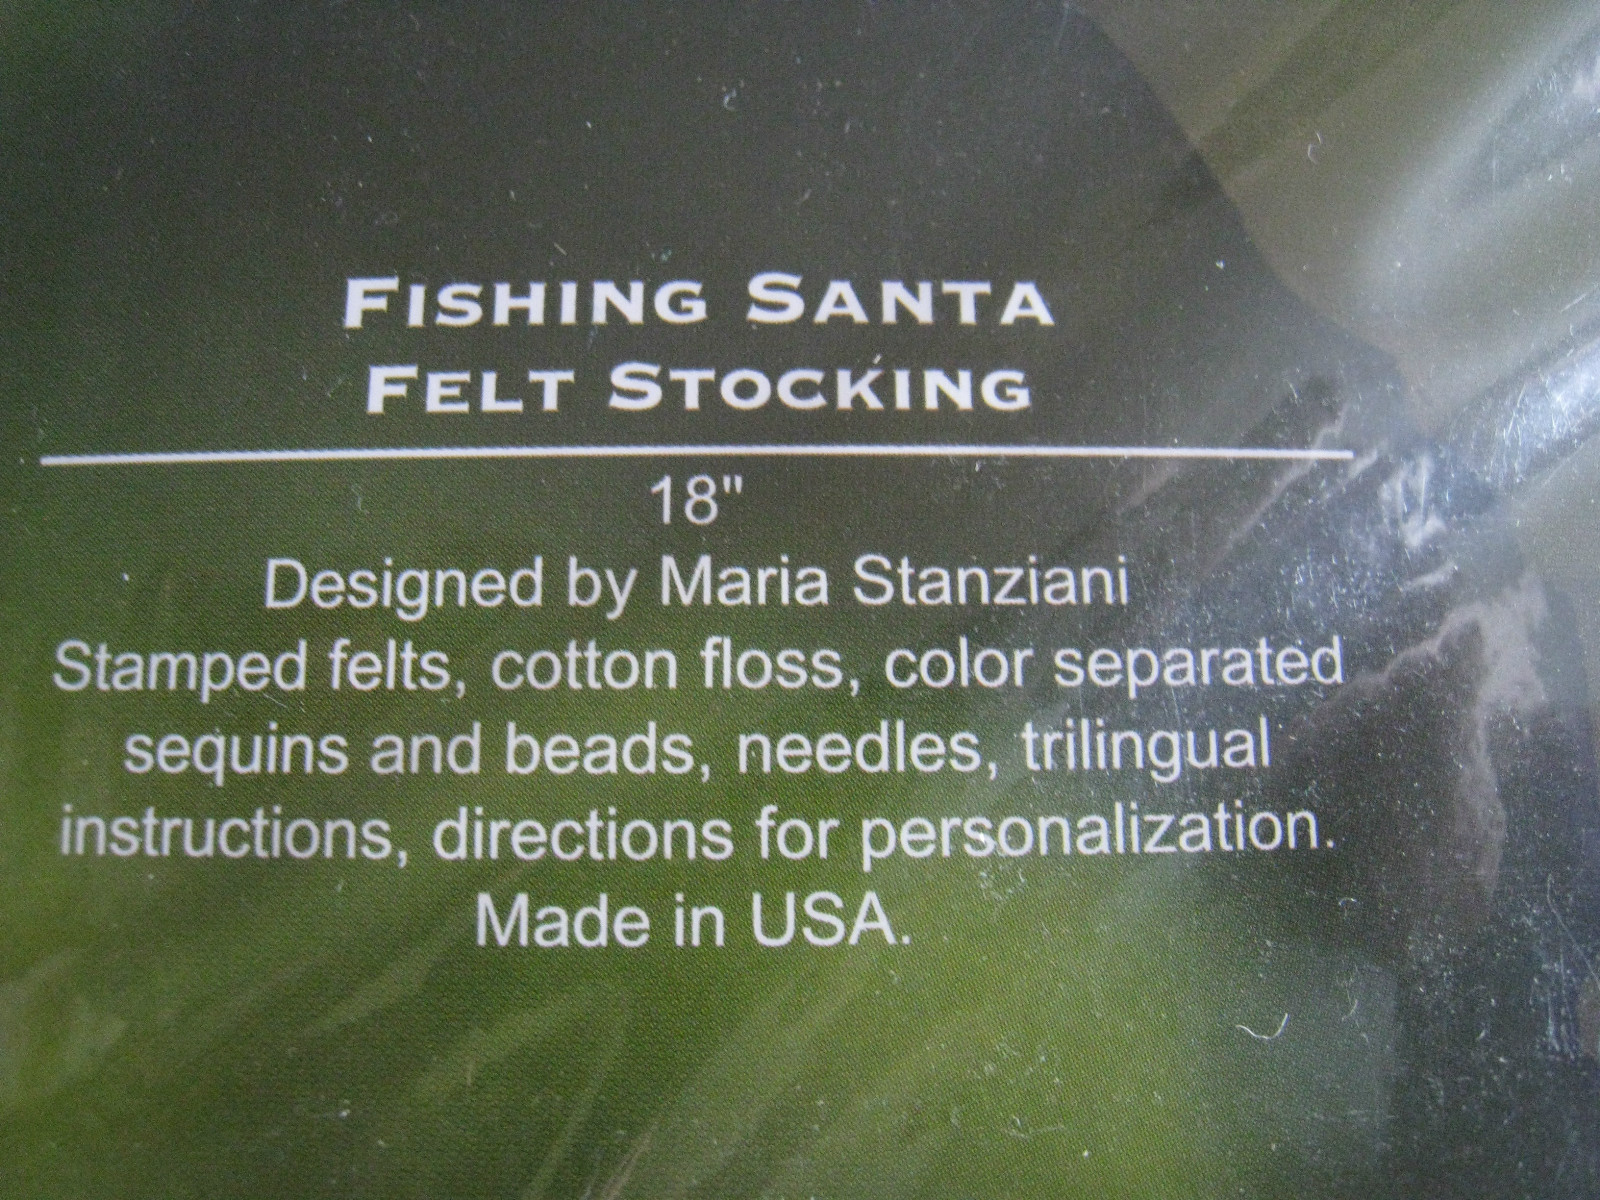 FISHING SANTA
FELT STOCKING
18"
Designed by Maria Stanziani
Stamped felts, cotton floss, color separated
sequins and beads, needles, trilingual
instructions, directions for personalization.
Made in USA.